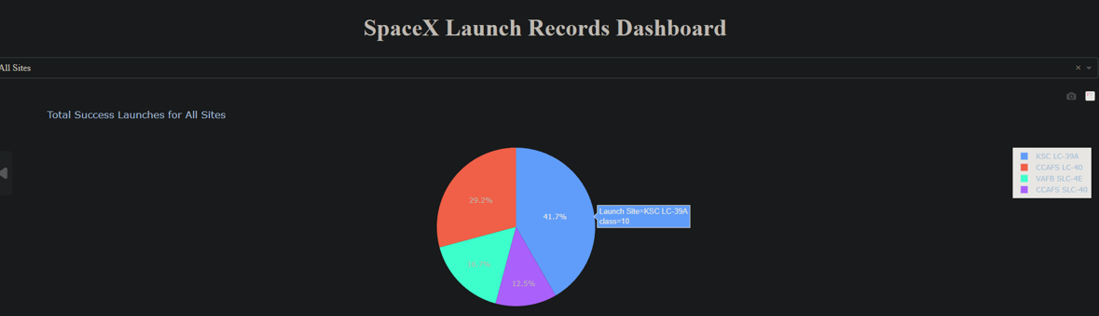 SpaceX Launch Records Dashboard
All Sites
Total Success Launches for All Sites
KSC LC-39A
CCAFS LC-40
VAFB SLC-4E
CCAFS SLC-40
29.2%
41.7%
Launch Site=KSC LC-39A
class=10
12.5%